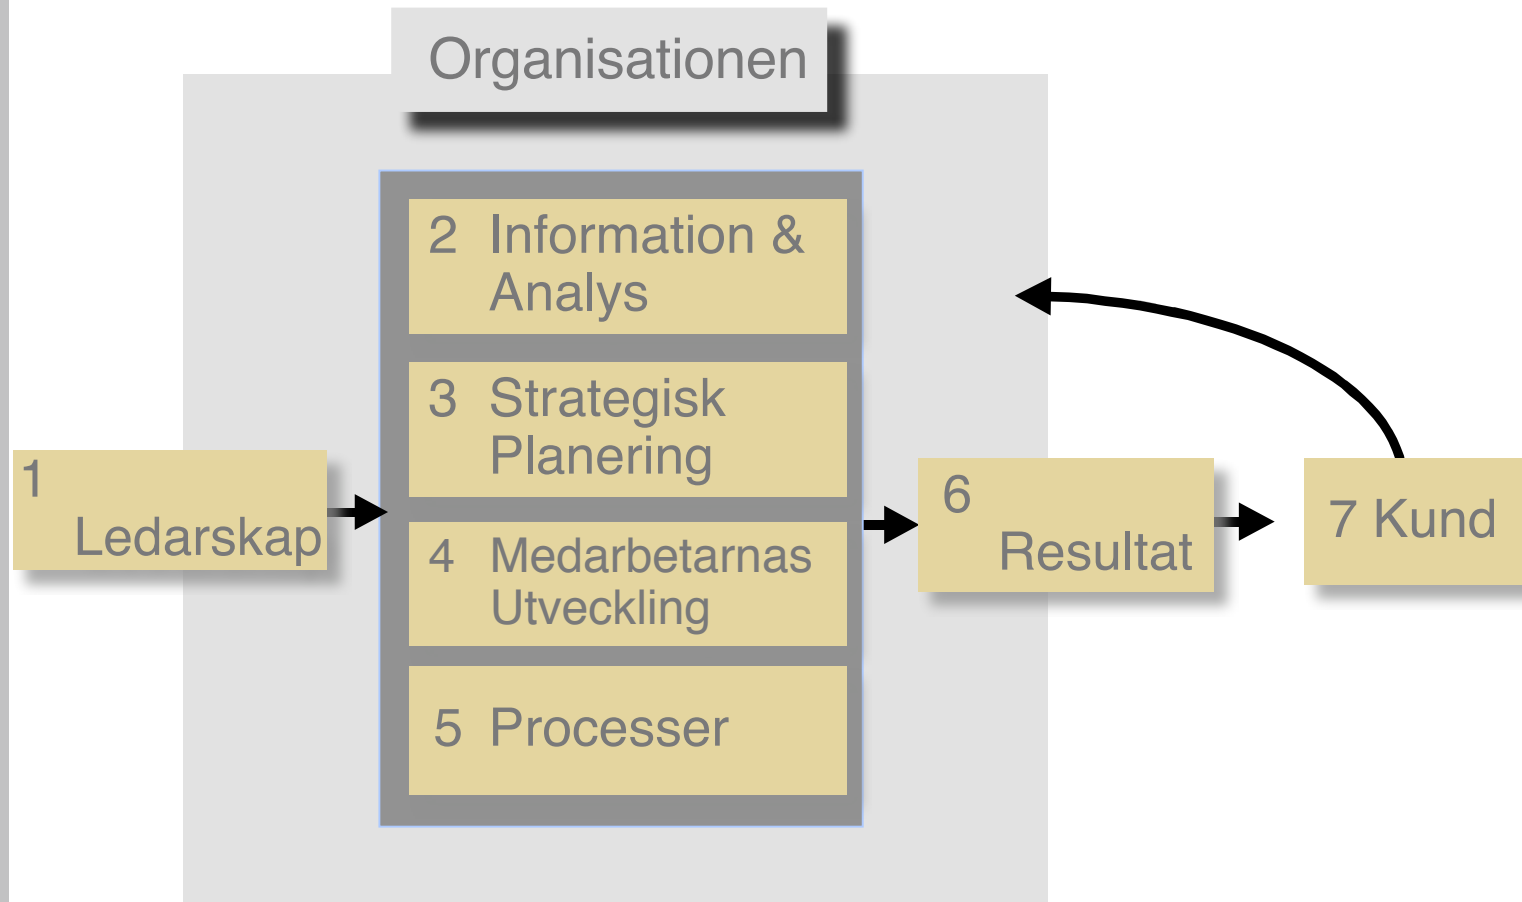 Organisationen
1
Ledarskap
2 Information &
Analys
3 Strategisk
Planering
4 Medarbetarnas
Utveckling
5 Processer
6
Resultat
7 Kund